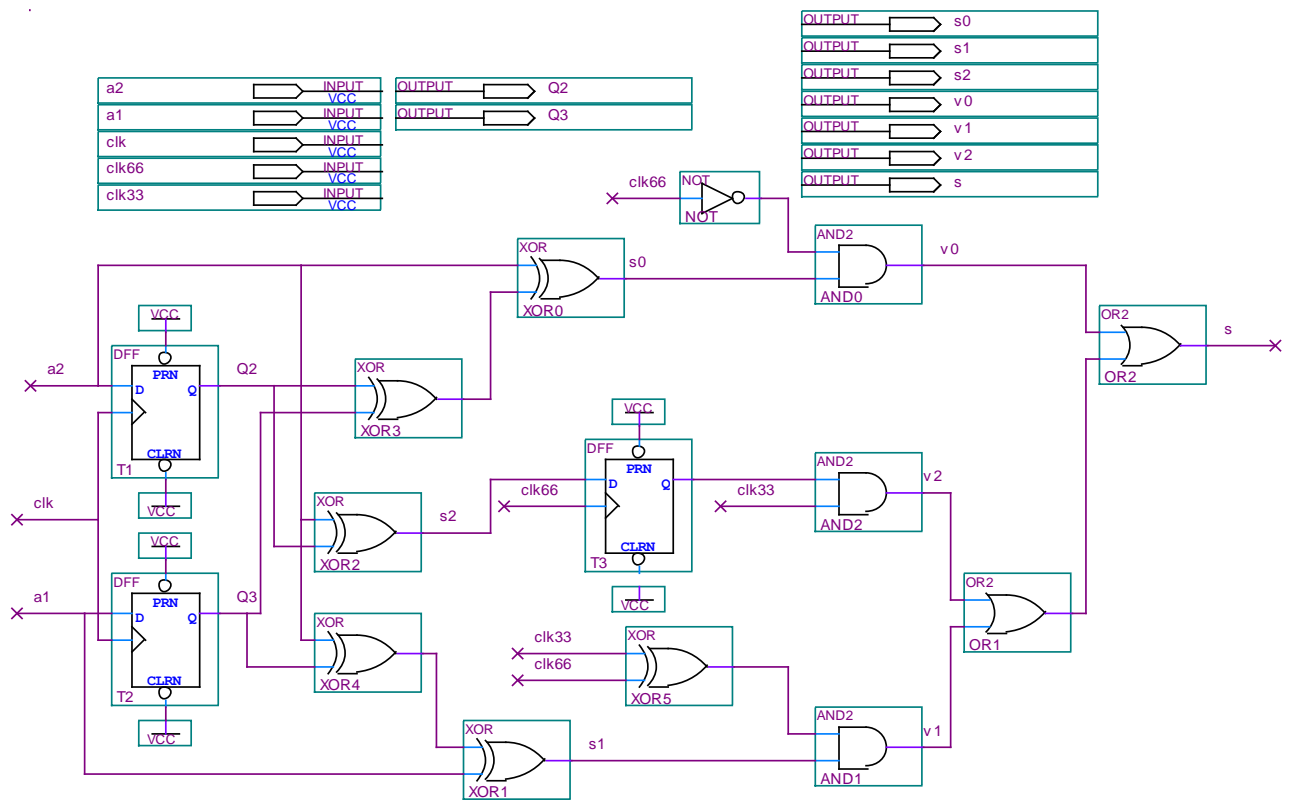 OUTPUT s0
OUTPUT s1
OUTPUT s2
OUTPUT v0
OUTPUT v1
OUTPUT v2
OUTPUT s
a2 INPUT VCC
a1 INPUT VCC
clk INPUT VCC
clk66 INPUT VCC
clk33 INPUT VCC
OUTPUT Q2
OUTPUT Q3
clk66
NOT
NOT
AND2
v0
AND0
XOR
s0
XOR0
VCC
DFF
a2
PRN
D Q
Q2
CLRN
T1
VCC
XOR
XOR3
OR2
s
OR2
VCC
DFF
PRN
D Q
clk66
CLRN
T3
VCC
clk33
AND2
v2
AND2
clk
XOR
s2
XOR2
VCC
DFF
a1
PRN
D Q
Q3
CLRN
T2
VCC
XOR
XOR4
clk33
clk66
XOR
XOR5
OR2
OR1
XOR
s1
XOR1
AND2
v1
AND1